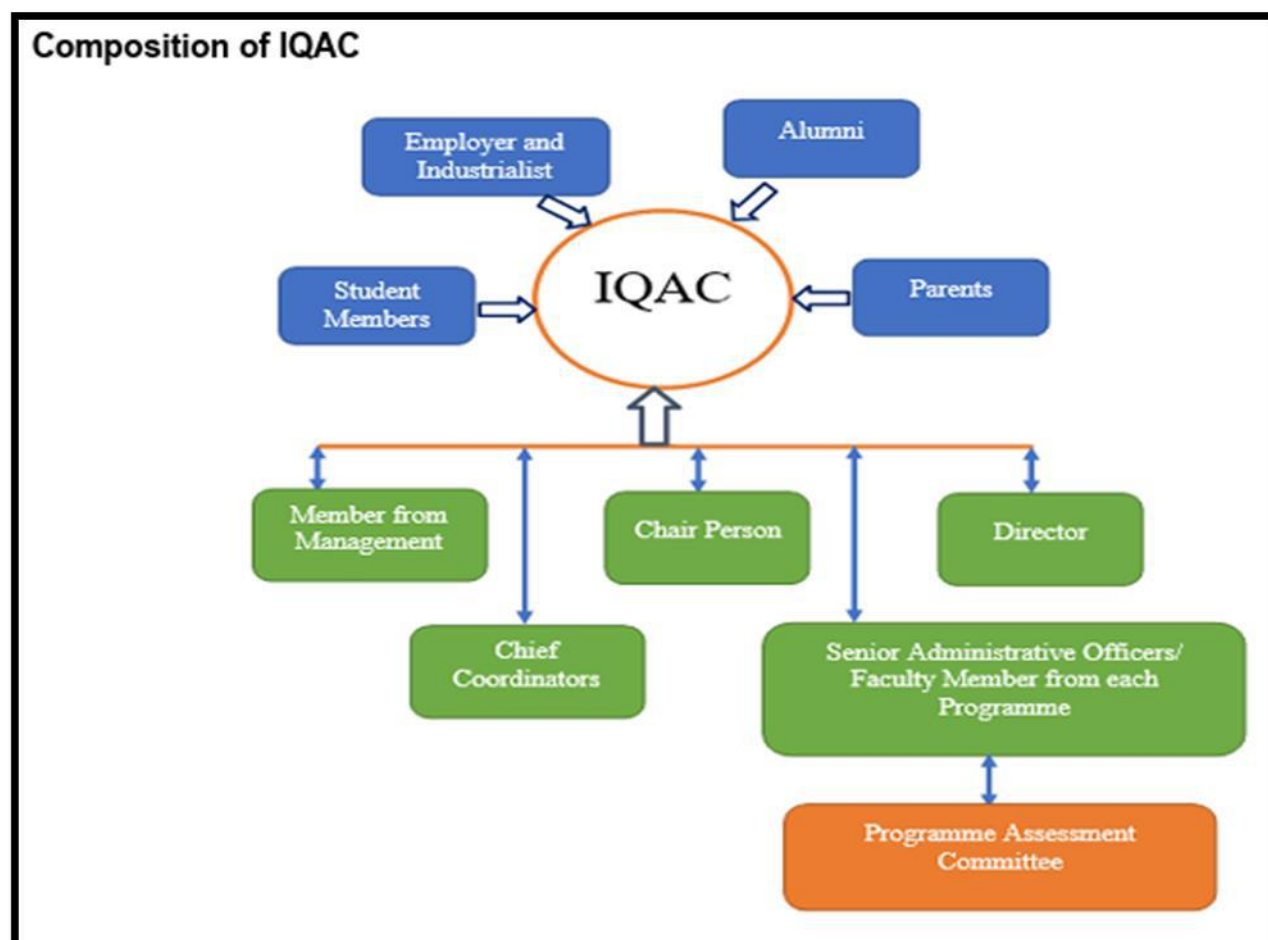 Composition of IQAC
Employer and
Industrialist
Alumni
Student
Members
IQAC
Parents
Member from
Management
Chair Person
Director
Chief
Coordinators
Senior Administrative Officers/
Faculty Member from each
Programme
Programme Assessment
Committee